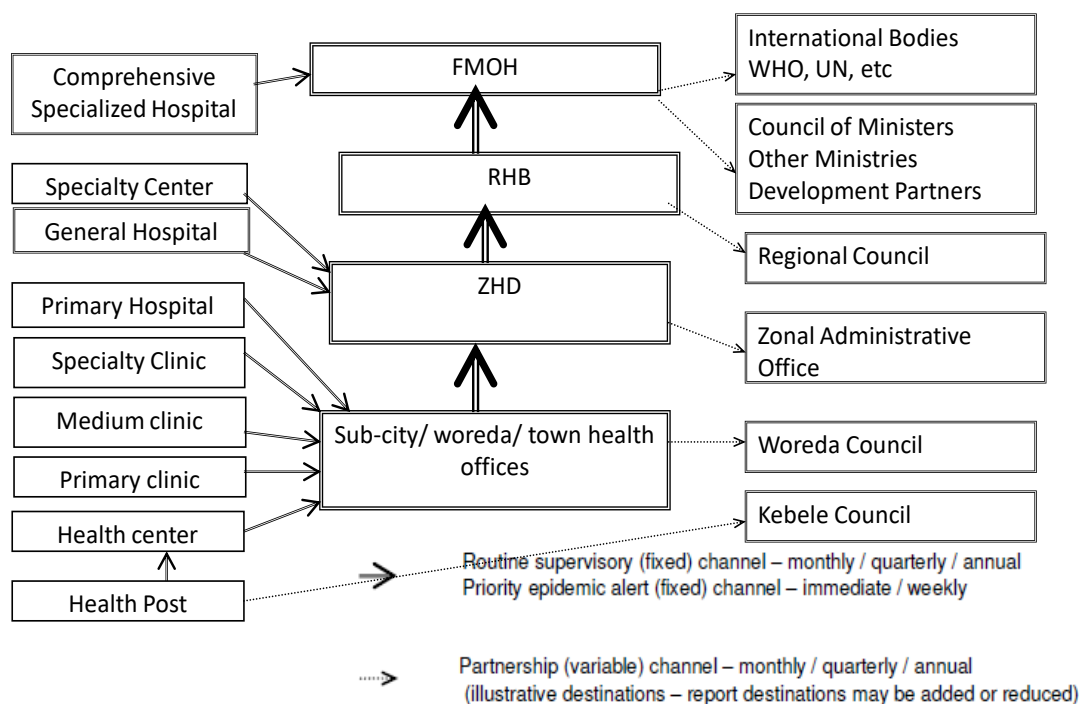 Comprehensive
Specialized Hospital
FMOH
International Bodies
WHO, UN, etc
Council of Ministers
Other Ministries
Development Partners
Specialty Center
RHB
General Hospital
Regional Council
ZHD
Primary Hospital
Zonal Administrative
Office
Specialty Clinic
Medium clinic
Sub-city/ woreda/ town health
offices
Woreda Council
Primary clinic
Health center
Kebele Council
Health Post
Routine supervisory (fixed) channel – monthly / quarterly / annual
Priority epidemic alert (fixed) channel – immediate / weekly
Partnership (variable) channel – monthly / quarterly / annual
(illustrative destinations – report destinations may be added or reduced)